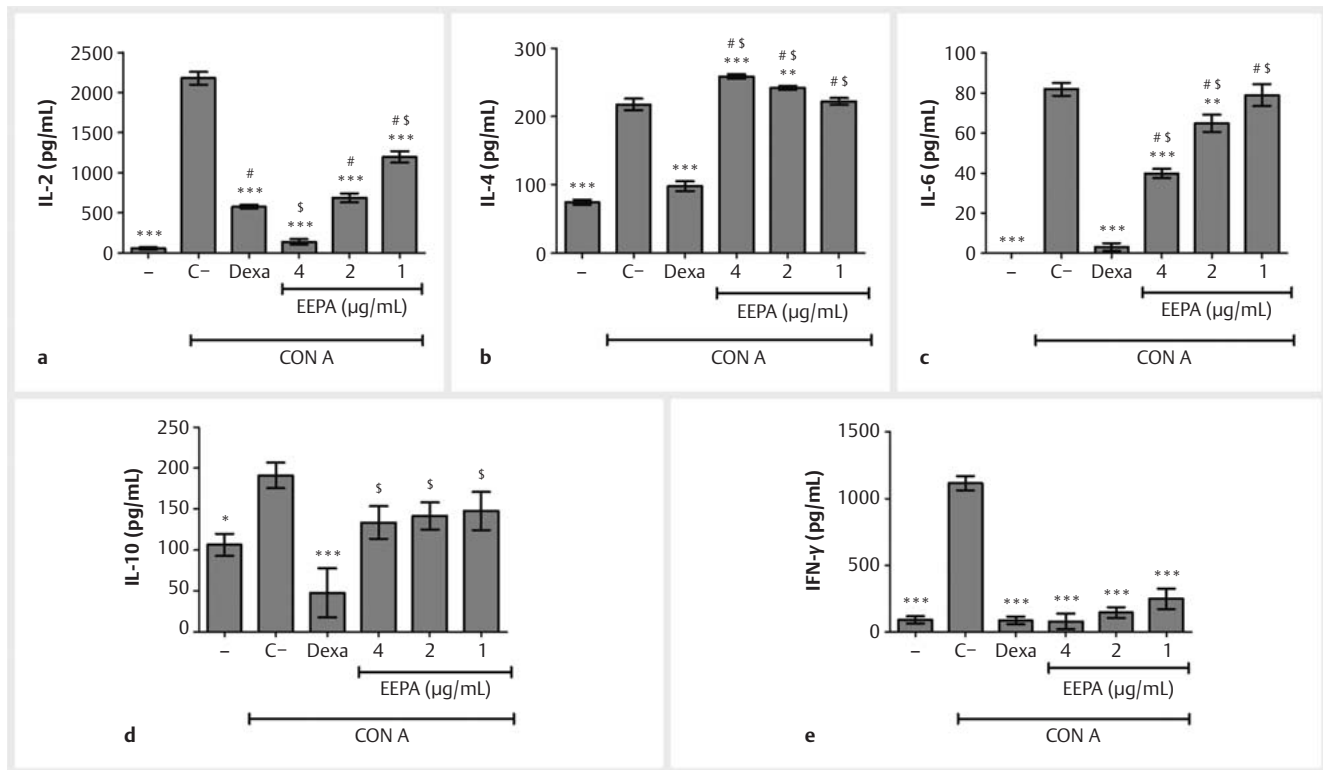 2500
2000
1500
1000
500
0
IL-2 (pg/mL)
***
#
***
$
***
#
***
# $
***
– C– Dexa 4 2 1
EEPA (µg/mL)
CON A
a
300
200
100
0
IL-4 (pg/mL)
***
***
# $
***
# $
**
# $
– C– Dexa 4 2 1
EEPA (µg/mL)
CON A
b
100
80
60
40
20
0
IL-6 (pg/mL)
***
***
# $
***
# $
**
# $
– C– Dexa 4 2 1
EEPA (µg/mL)
CON A
c
250
200
150
100
50
0
IL-10 (pg/mL)
*
***
$
$
$
– C– Dexa 4 2 1
EEPA (µg/mL)
CON A
d
1500
1000
500
0
IFN-γ (pg/mL)
***
***
***
***
***
– C– Dexa 4 2 1
EEPA (µg/mL)
CON A
e